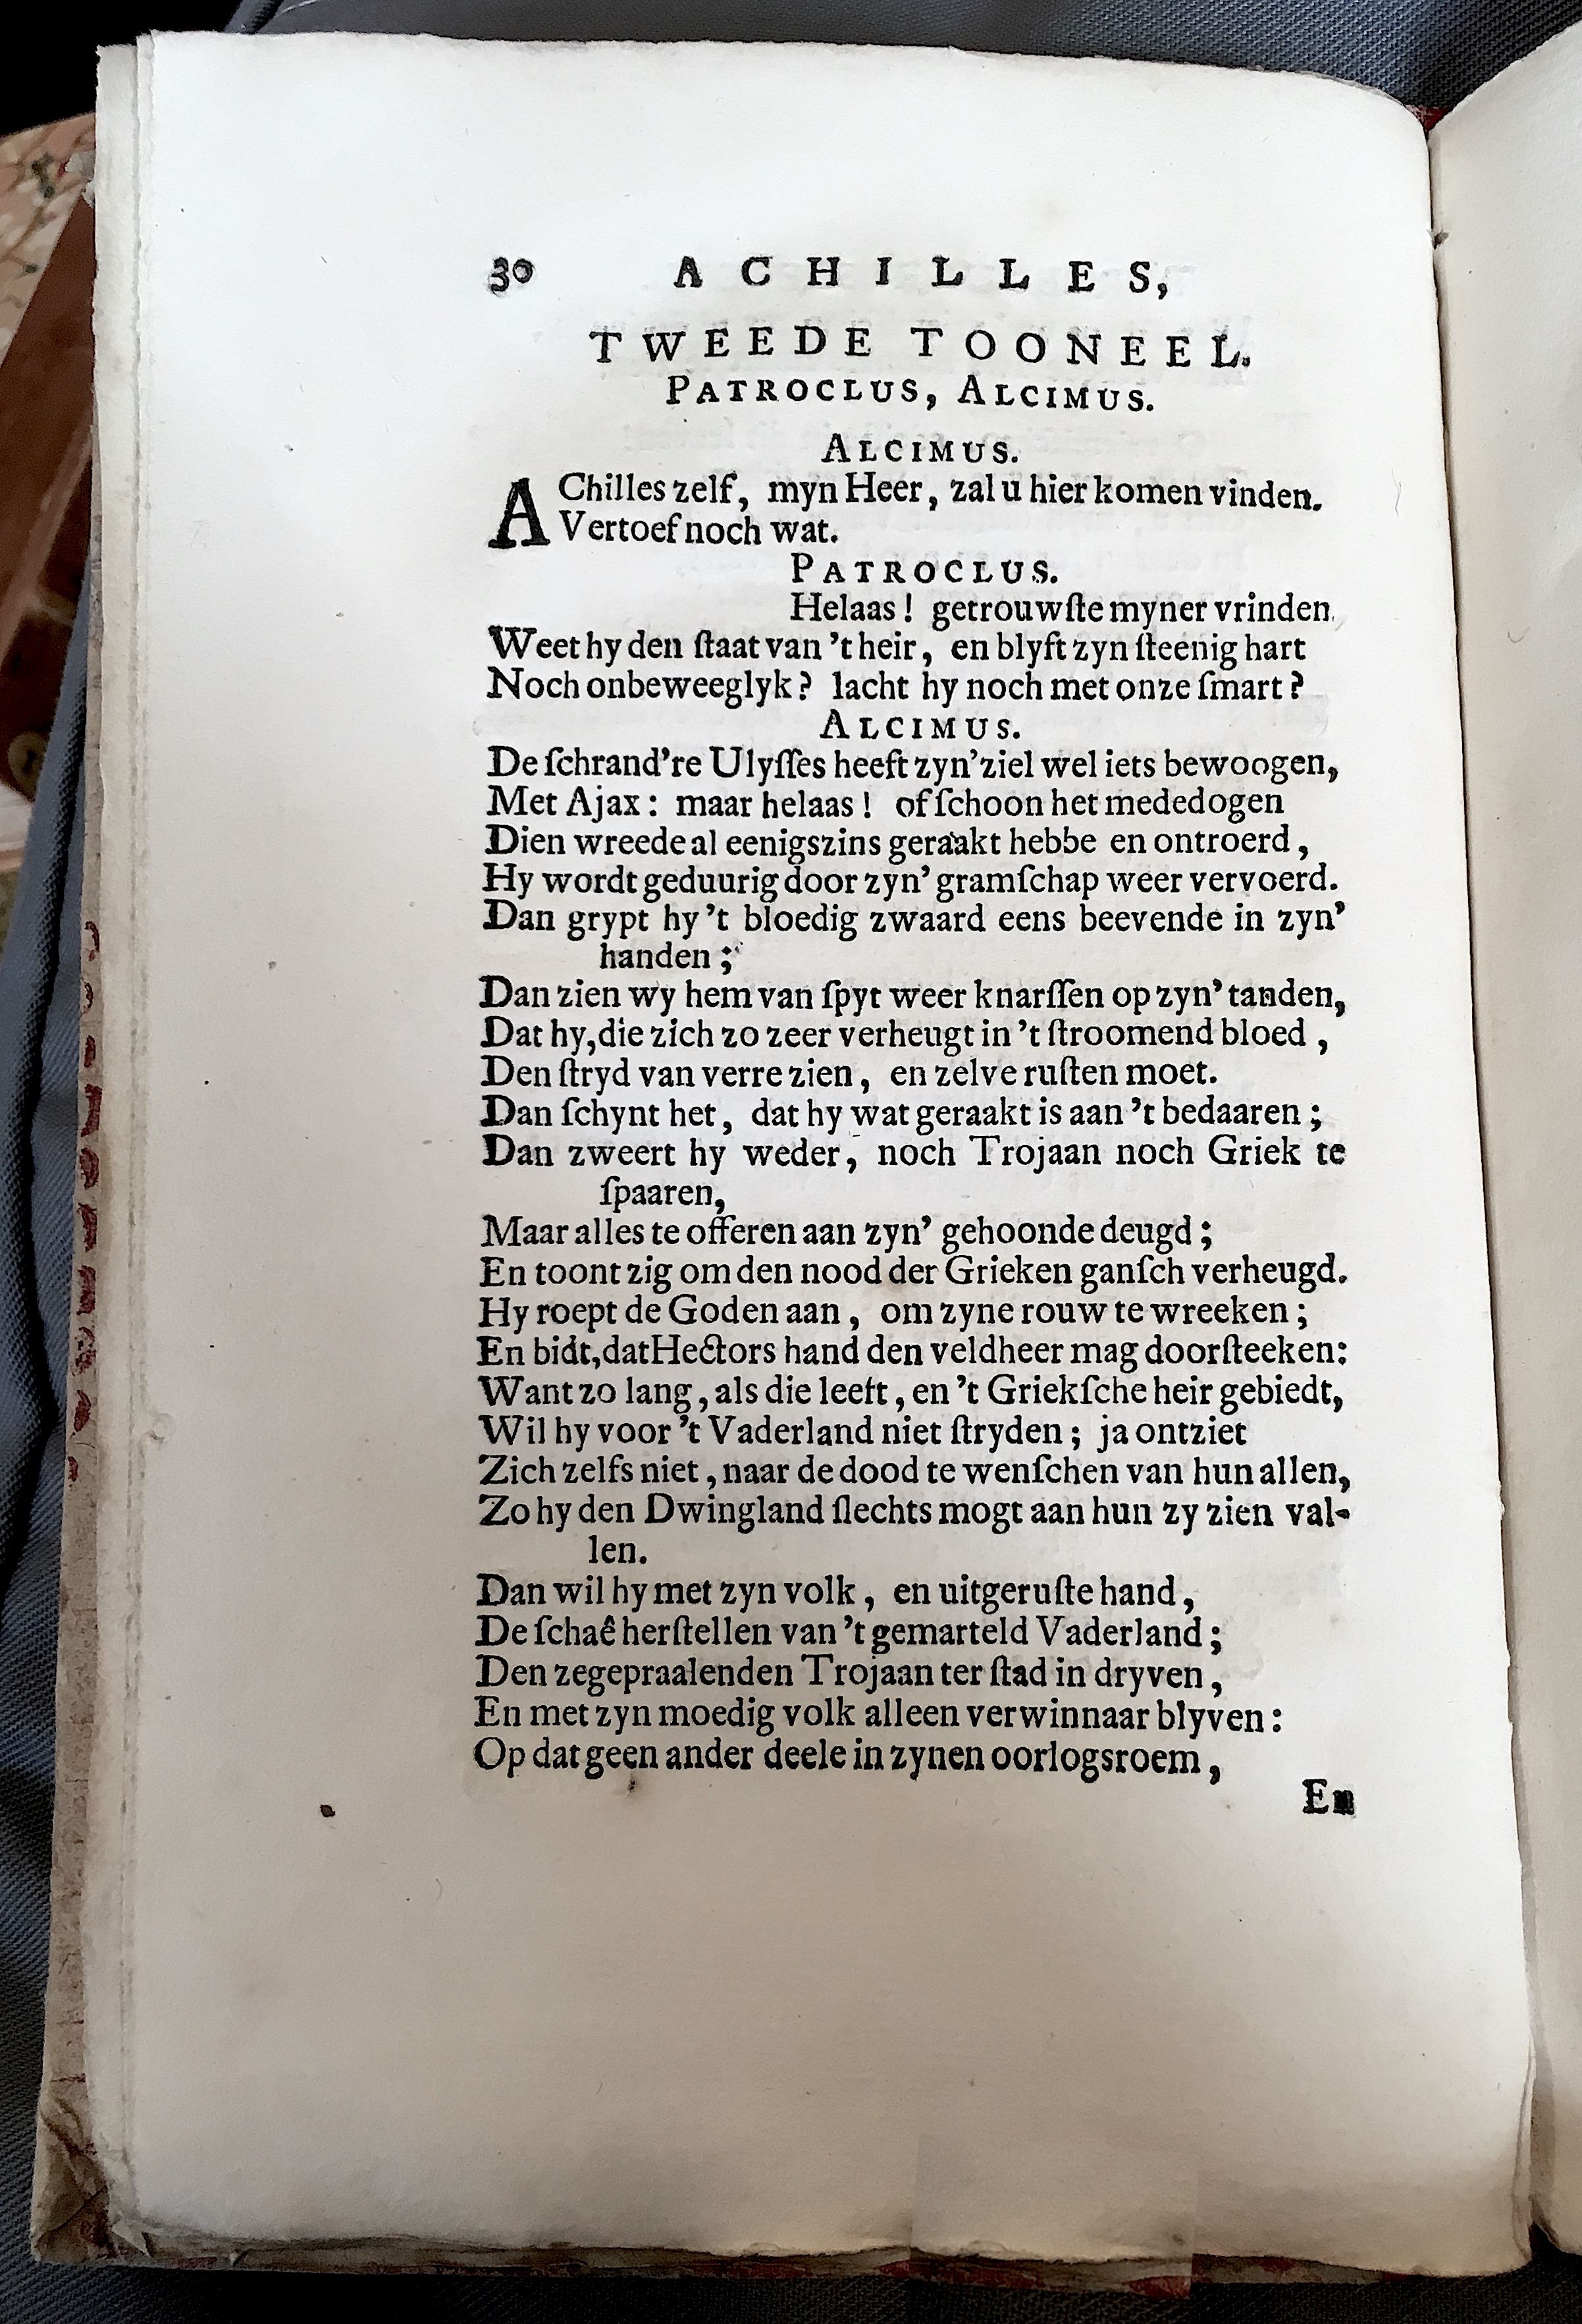 30 ACHILLES,
TWEEDE TOONEEL.
PATROCLUS, ALCIMUS.
ALCIMUS.
AChilles zelf, myn Heer, zal u hier komen vinden.
Vertoef noch wat.
PATROCLUS.
Helaas! getrouwſte myner vrinden,
Weet hy den ſtaat van 't heir, en blyft zyn ſteenig hart
Noch onbeweeglyk? lacht hy noch met onze ſmart?
ALCIMUS.
De ſchrand're Ulyſſes heeft zyn' ziel wel iets bewoogen,
Met Ajax: maar helaas! of ſchoon het mededogen
Dien wreede al eenigszins geraakt hebbe en ontroerd,
Hy wordt geduurig door zyn' gramſchap weer vervoerd.
Dan grypt hy 't bloedig zwaard eens beevende in zyn'
handen;
Dan zien wy hem van ſpyt weer knarſſen op zyn' tanden,
Dat hy, die zich zo zeer verheugt in 't ſtroomend bloed,
Den ſtryd van verre zien, en zelve ruſten moet.
Dan ſchynt het, dat hy wat geraakt is aan 't bedaaren;
Dan zweert hy weder, noch Trojaan noch Griek te
ſpaaren,
Maar alles te offeren aan zyn' gehoonde deugd;
En toont zig om den nood der Grieken ganſch verheugd.
Hy roept de Goden aan, om zyne rouw te wreeken;
En bidt, dat Hectors hand den veldheer mag doorſteeken:
Want zo lang, als die leeft, en 't Griekſche heir gebiedt,
Wil hy voor 't Vaderland niet ſtryden; ja ontziet
Zich zelfs niet, naar de dood te wenſchen van hun allen,
Zo hy den Dwingland ſlechts mogt aan hun zy zien val-
len.
Dan wil hy met zyn volk, en uitgeruſte hand,
De ſchaê herſtellen van 't gemarteld Vaderland;
Den zegepraalenden Trojaan ter ſtad in dryven,
En met zyn moedig volk alleen verwinnaar blyven:
Op dat geen ander deele in zynen oorlogsroem,
En